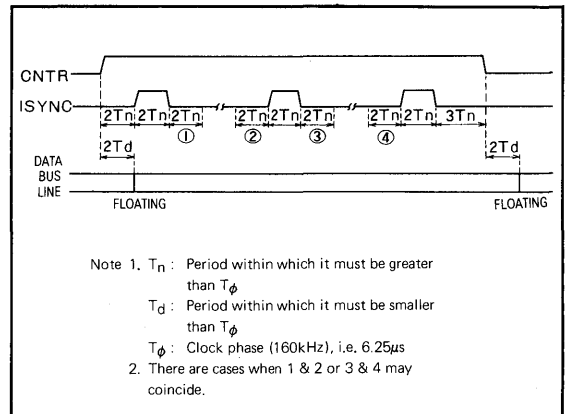 CNTR
ISYNC
2Tn 2Tn 2Tn 2Tn 2Tn 2Tn 2Tn 3Tn
① ② ③ ④
2Td 2Td
DATA
BUS
LINE
FLOATING FLOATING
Note 1. Tn : Period within which it must be greater
than Tϕ
Td : Period within which it must be smaller
than Tϕ
Tϕ : Clock phase (160kHz), i.e. 6.25μs
2. There are cases when 1 & 2 or 3 & 4 may
coincide.